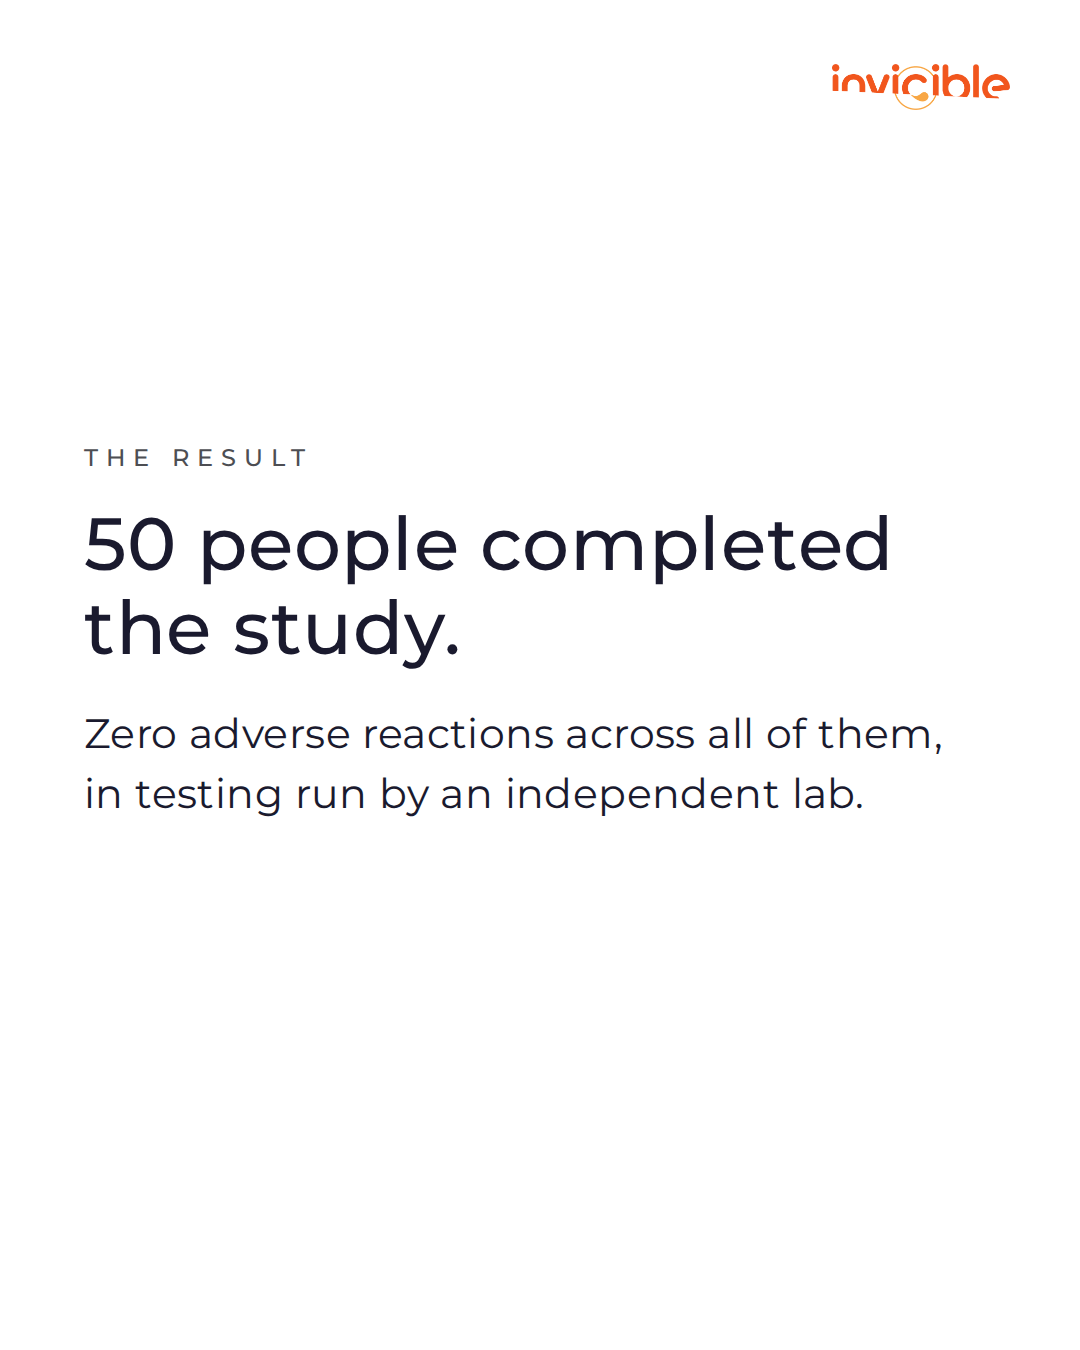 invicible
THE RESULT
50 people completed
the study.
Zero adverse reactions across all of them,
in testing run by an independent lab.